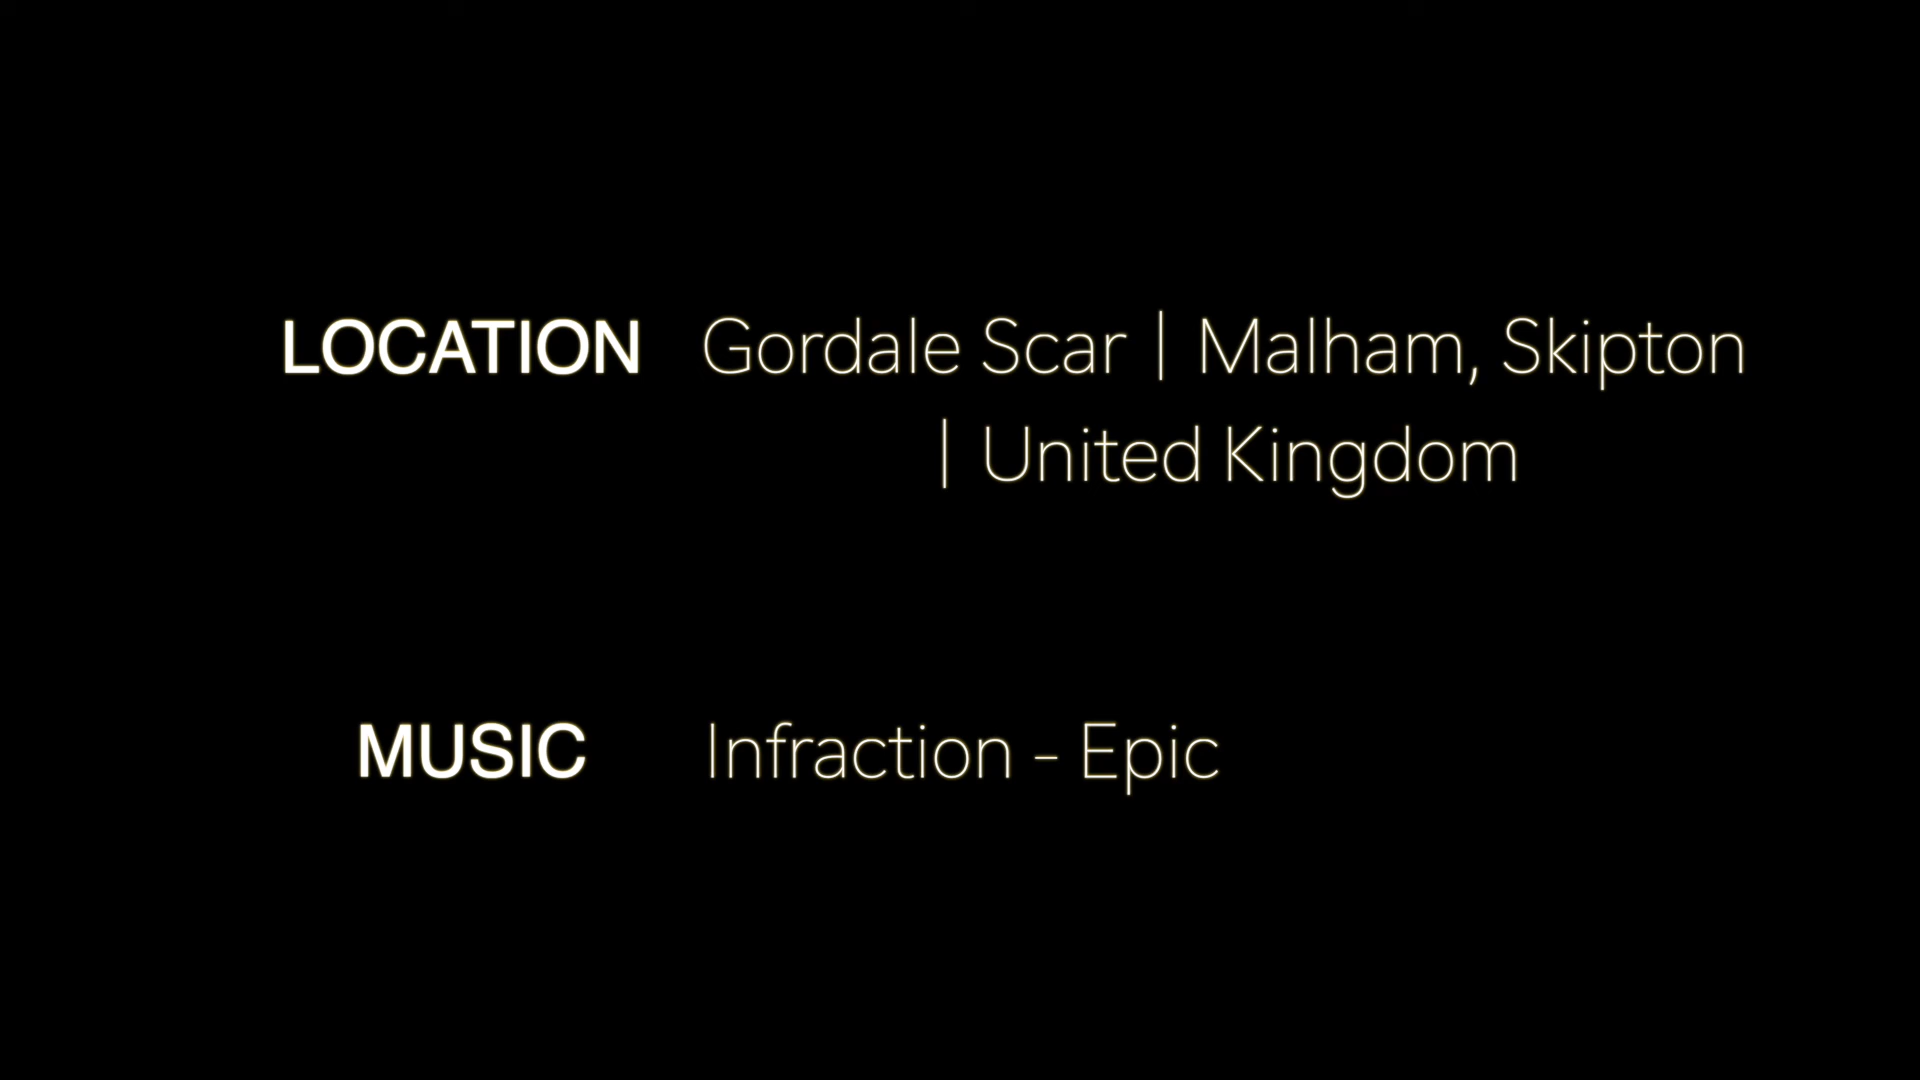 LOCATION Gordale Scar | Malham, Skipton
| United Kingdom
MUSIC Infraction - Epic